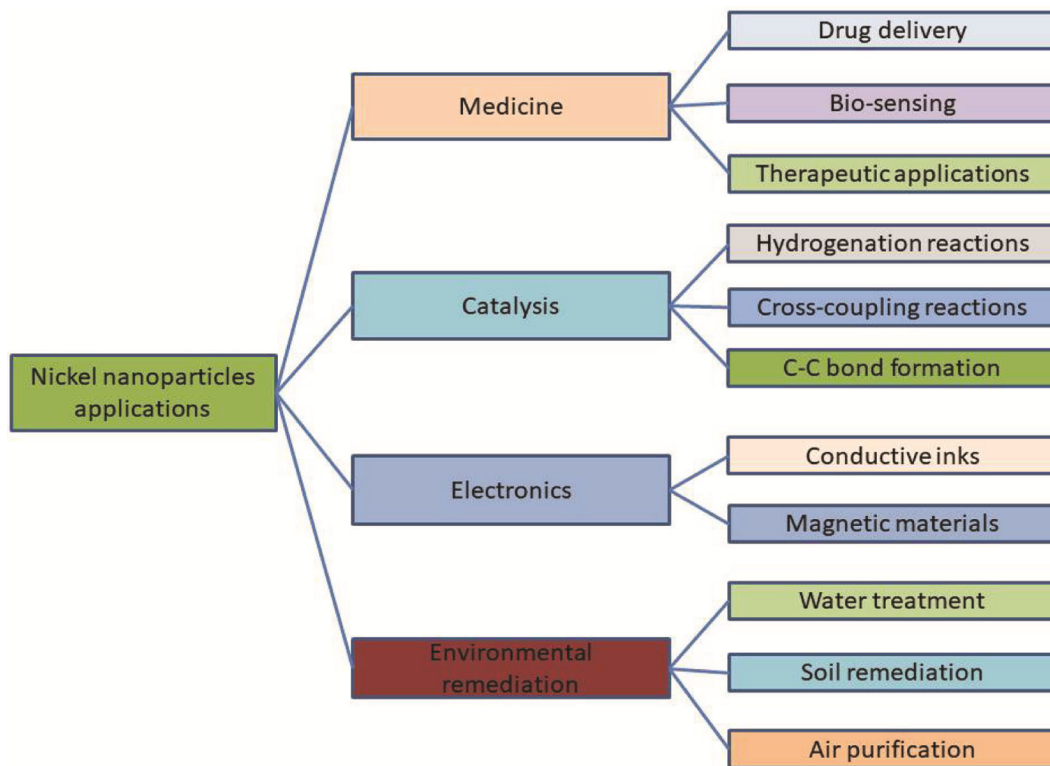 Nickel nanoparticles
applications
Medicine
Drug delivery
Bio-sensing
Therapeutic applications
Catalysis
Hydrogenation reactions
Cross-coupling reactions
C-C bond formation
Electronics
Conductive inks
Magnetic materials
Environmental
remediation
Water treatment
Soil remediation
Air purification